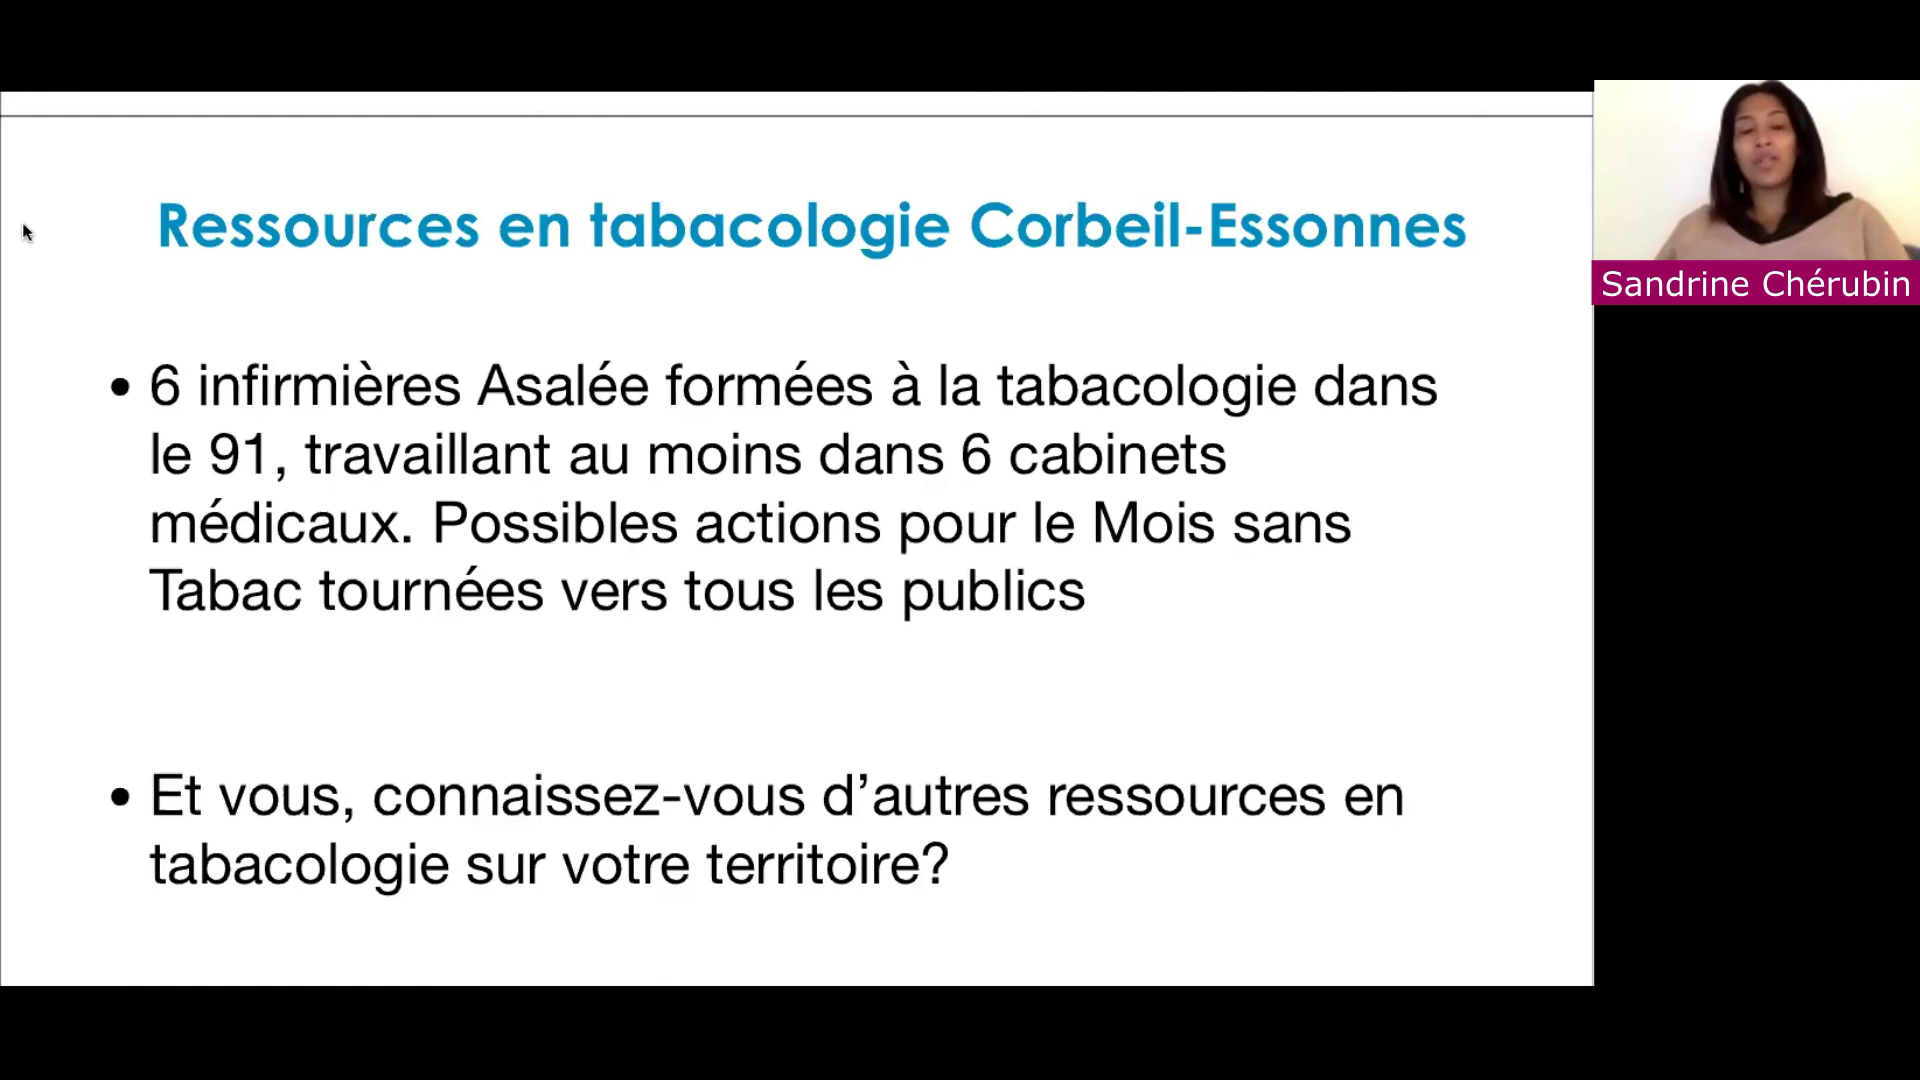 Ressources en tabacologie Corbeil-Essonnes
Sandrine Chérubin
• 6 infirmières Asalée formées à la tabacologie dans
le 91, travaillant au moins dans 6 cabinets
médicaux. Possibles actions pour le Mois sans
Tabac tournées vers tous les publics
• Et vous, connaissez-vous d’autres ressources en
tabacologie sur votre territoire?